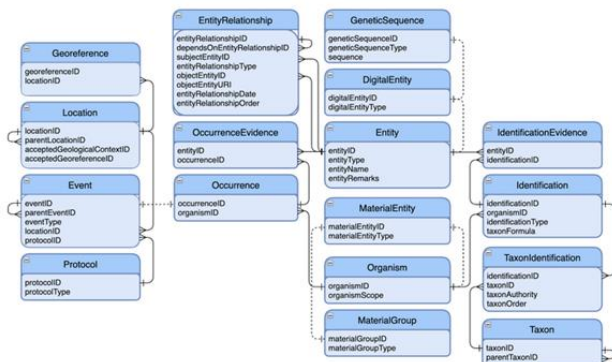 EntityRelationship
entityRelationshipID
dependsOnEntityRelationshipID
subjectEntityID
entityRelationshipType
objectEntityID
objectEntityURI
entityRelationshipDate
entityRelationshipOrder
GeneticSequence
geneticSequenceID
geneticSequenceType
sequence
Georeference
georeferenceID
locationID
DigitalEntity
digitalEntityID
digitalEntityType
Location
locationID
parentLocationID
acceptedGeologicalContextID
acceptedGeoreferenceID
OccurrenceEvidence
entityID
occurrenceID
Entity
entityID
entityType
entityName
entityRemarks
IdentificationEvidence
entityID
identificationID
Event
eventID
parentEventID
eventType
locationID
protocolID
Occurrence
occurrenceID
organismID
MaterialEntity
materialEntityID
materialEntityType
Identification
identificationID
organismID
identificationType
taxonFormula
Protocol
protocolID
protocolType
Organism
organismID
organismScope
TaxonIdentification
identificationID
taxonID
taxonAuthority
taxonOrder
MaterialGroup
materialGroupID
materialGroupType
Taxon
taxonID
parentTaxonID